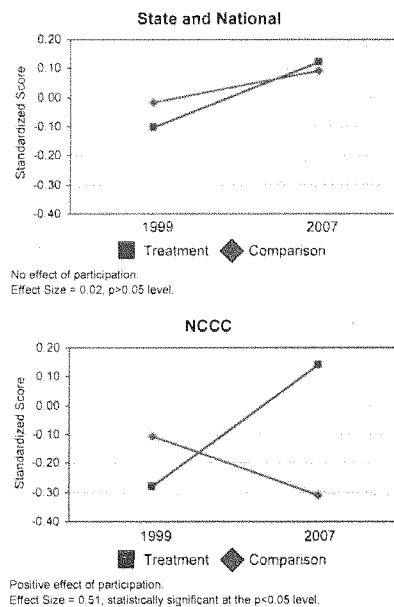 State and National
0.20
0.10
0.00
-0.10
-0.20
-0.30
-0.40
Standardized Score
1999
2007
Treatment
Comparison
No effect of participation.
Effect Size = 0.02, p>0.05 level.
NCCC
0.20
0.10
0.00
-0.10
-0.20
-0.30
-0.40
Standardized Score
1999
2007
Treatment
Comparison
Positive effect of participation.
Effect Size = 0.51, statistically significant at the p<0.05 level.